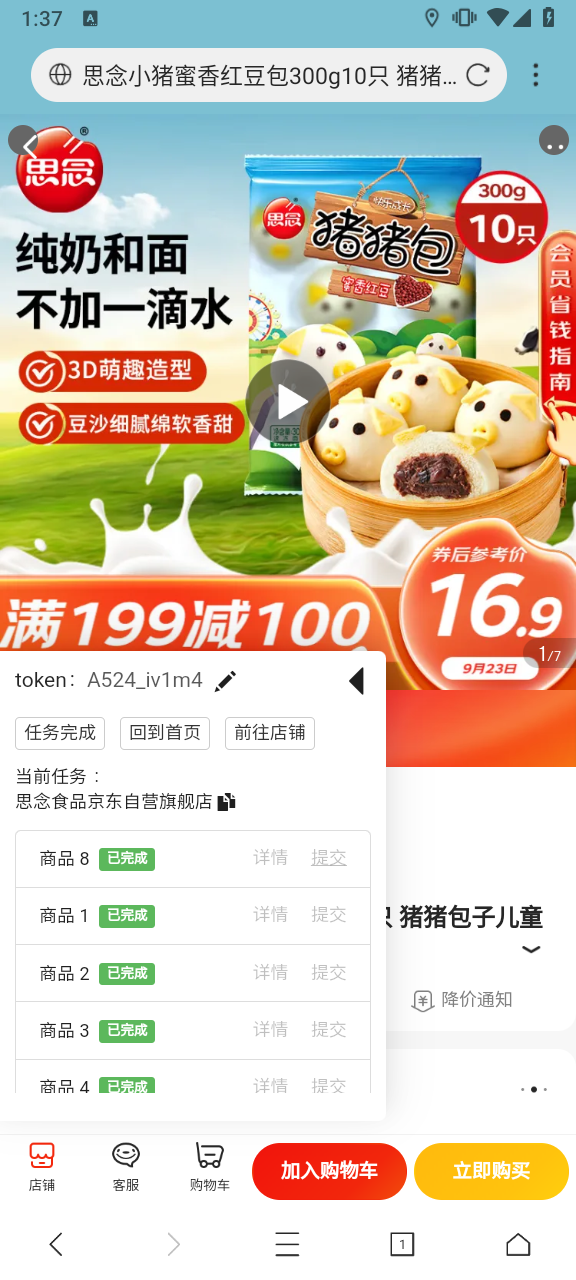 1:37
A
思念小猪蜜香红豆包300g10只 猪猪...
思念®
纯奶和面
不加一滴水
3D萌趣造型
豆沙细腻绵软香甜
思念
猪猪包
蜜香红豆
300g
10只
会员省钱指南
满199减100
券后参考价
16.9
9月23日
1/7
token： A524_iv1m4
任务完成 回到首页 前往店铺
当前任务：
思念食品京东自营旗舰店
商品 8 已完成 详情 提交
商品 1 已完成 详情 提交
商品 2 已完成 详情 提交
商品 3 已完成 详情 提交
商品 4 已完成 详情 提交
只 猪猪包子儿童
降价通知
店铺 客服 购物车 加入购物车 立即购买
1